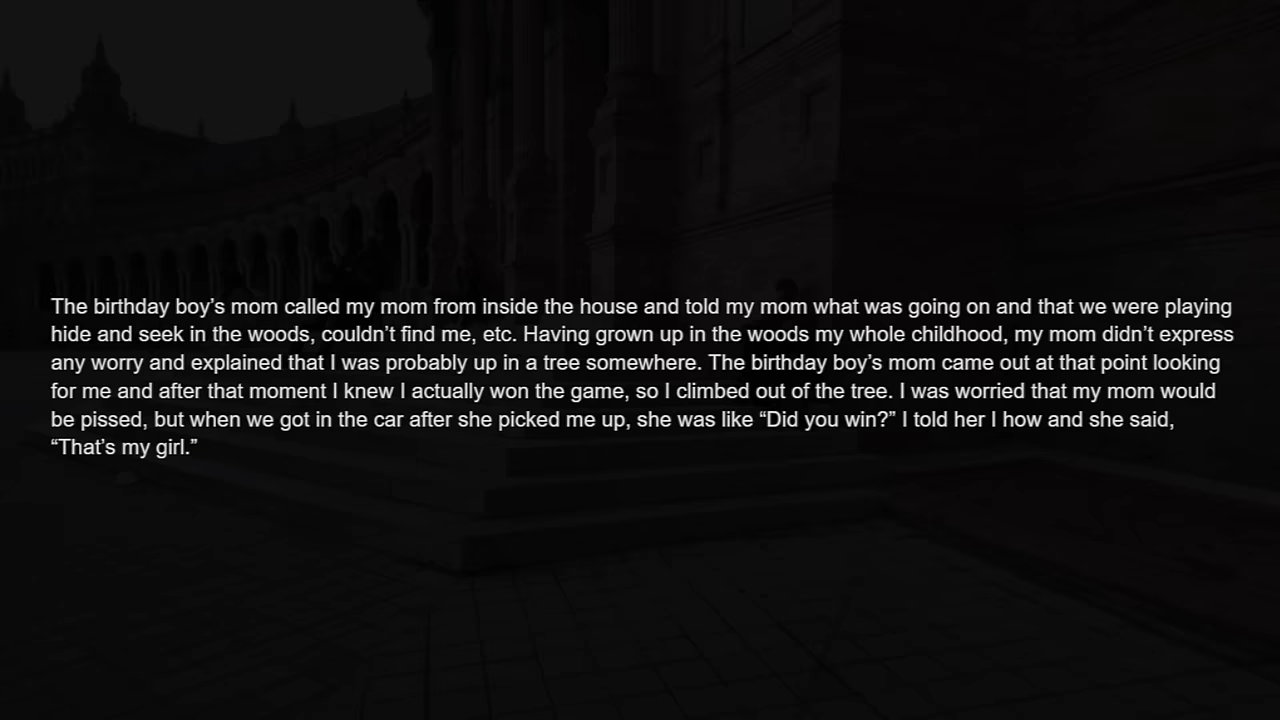 The birthday boy’s mom called my mom from inside the house and told my mom what was going on and that we were playing
hide and seek in the woods, couldn’t find me, etc. Having grown up in the woods my whole childhood, my mom didn’t express
any worry and explained that I was probably up in a tree somewhere. The birthday boy’s mom came out at that point looking
for me and after that moment I knew I actually won the game, so I climbed out of the tree. I was worried that my mom would
be pissed, but when we got in the car after she picked me up, she was like “Did you win?” I told her I how and she said,
“That’s my girl.”